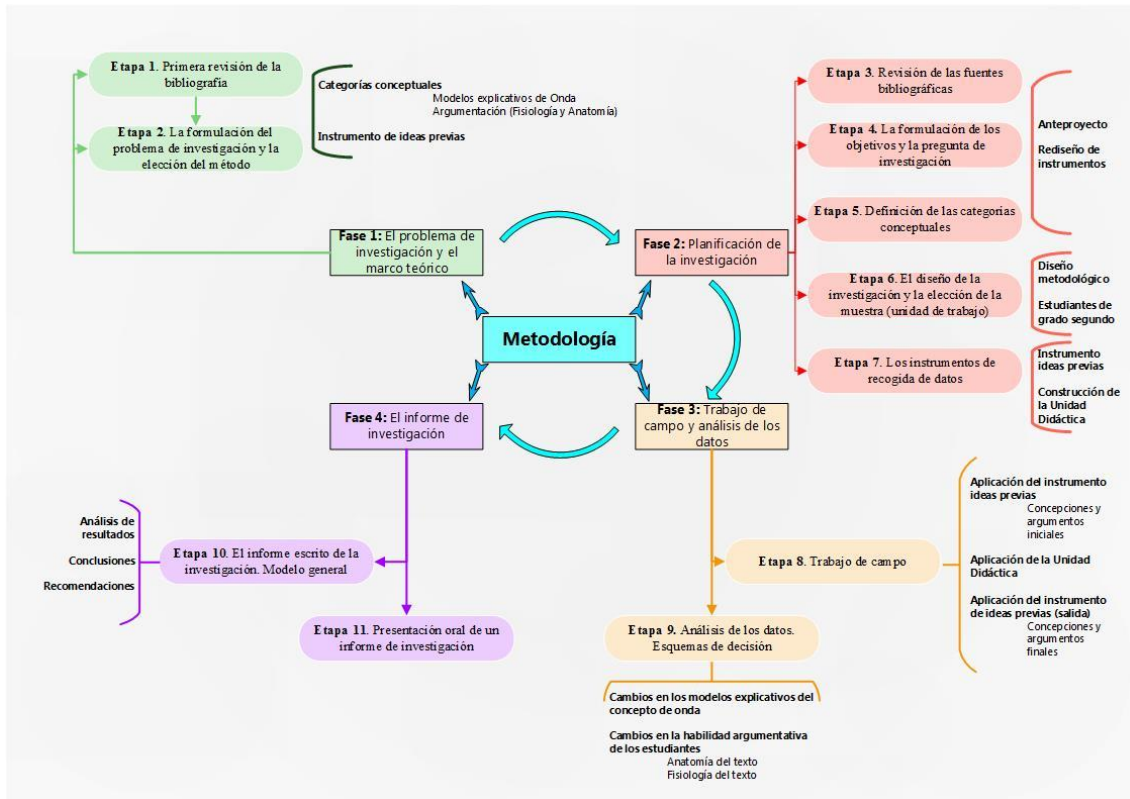 Etapa 1. Primera revisión de la
bibliografía
Etapa 2. La formulación del
problema de investigación y la
elección del método
Categorías conceptuales
Modelos explicativos de Onda
Argumentación (Fisiología y Anatomía)
Instrumento de ideas previas
Fase 1: El problema de
investigación y el
marco teórico
Fase 2: Planificación de
la investigación
Etapa 3. Revisión de las fuentes
bibliográficas
Etapa 4. La formulación de los
objetivos y la pregunta de
investigación
Etapa 5. Definición de las categorías
conceptuales
Anteproyecto
Rediseño de
instrumentos
Etapa 6. El diseño de la
investigación y la elección de la
muestra (unidad de trabajo)
Diseño
metodológico
Estudiantes de
grado segundo
Etapa 7. Los instrumentos de
recogida de datos
Instrumento
ideas previas
Construcción de
la Unidad
Didáctica
Metodología
Fase 4: El informe de
investigación
Fase 3: Trabajo de
campo y análisis de los
datos
Análisis de
resultados
Conclusiones
Recomendaciones
Etapa 10. El informe escrito de la
investigación. Modelo general
Etapa 11. Presentación oral de un
informe de investigación
Etapa 8. Trabajo de campo
Aplicación del instrumento
ideas previas
Concepciones y
argumentos
iniciales
Aplicación de la Unidad
Didáctica
Aplicación del instrumento
de ideas previas (salida)
Concepciones y
argumentos
finales
Etapa 9. Análisis de los datos.
Esquemas de decisión
Cambios en los modelos explicativos del
concepto de onda
Cambios en la habilidad argumentativa
de los estudiantes
Anatomía del texto
Fisiología del texto